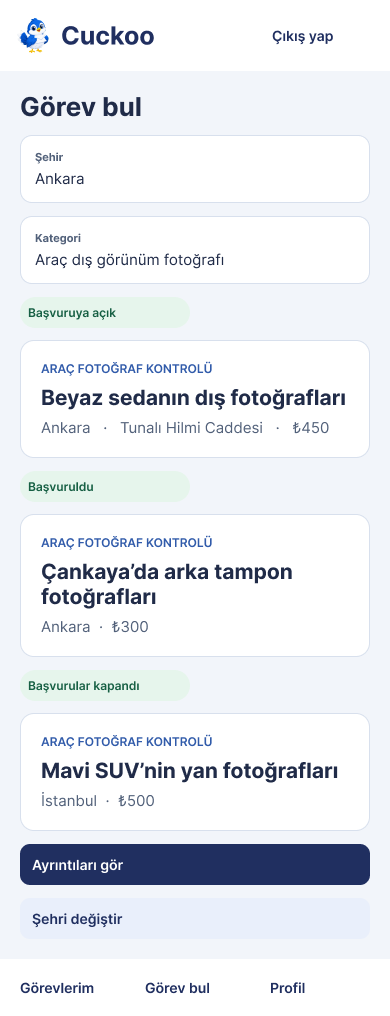 Cuckoo
Çıkış yap
Görev bul
Şehir
Ankara
Kategori
Araç dış görünüm fotoğrafı
Başvuruya açık
ARAÇ FOTOĞRAF KONTROLÜ
Beyaz sedanın dış fotoğrafları
Ankara · Tunalı Hilmi Caddesi · ₺450
Başvuruldu
ARAÇ FOTOĞRAF KONTROLÜ
Çankaya’da arka tampon
fotoğrafları
Ankara · ₺300
Başvurular kapandı
ARAÇ FOTOĞRAF KONTROLÜ
Mavi SUV’nin yan fotoğrafları
İstanbul · ₺500
Ayrıntıları gör
Şehri değiştir
Görevlerim
Görev bul
Profil